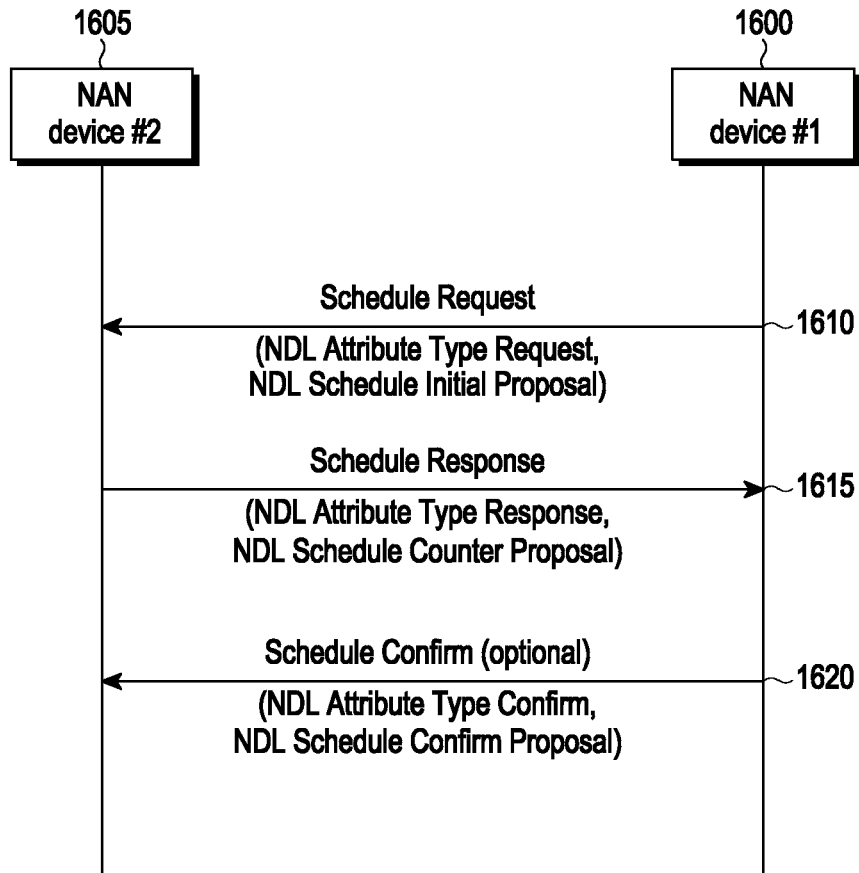 1605
1600
NAN
device #2
NAN
device #1
Schedule Request
1610
(NDL Attribute Type Request,
NDL Schedule Initial Proposal)
Schedule Response
1615
(NDL Attribute Type Response,
NDL Schedule Counter Proposal)
Schedule Confirm (optional)
1620
(NDL Attribute Type Confirm,
NDL Schedule Confirm Proposal)